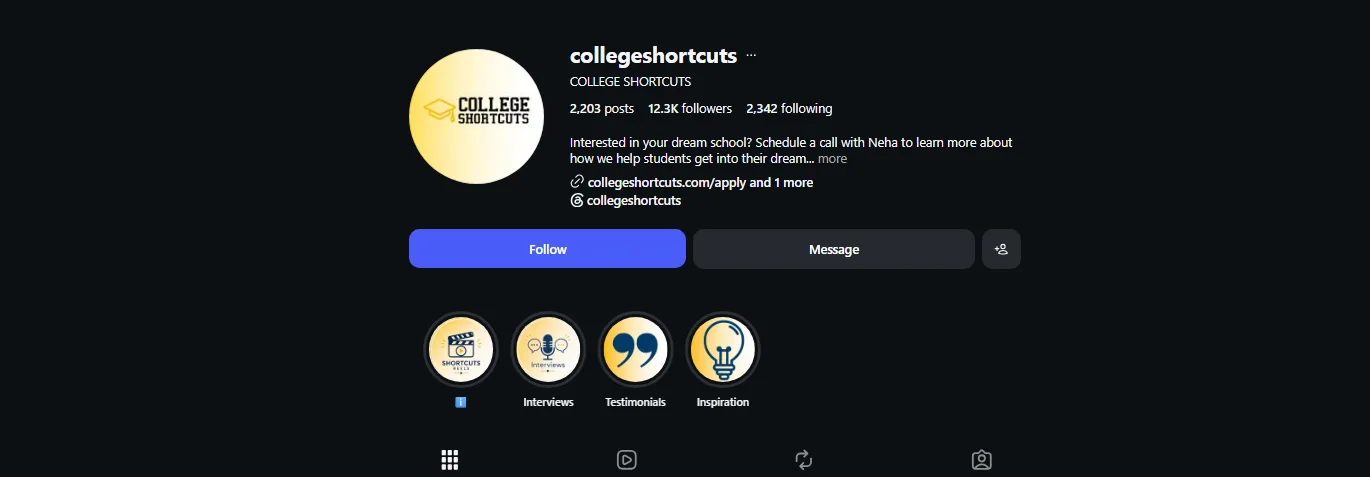 collegeshortcuts ...
COLLEGE SHORTCUTS
COLLEGE
SHORTCUTS
2,203 posts 12.3K followers 2,342 following
Interested in your dream school? Schedule a call with Neha to learn more about
how we help students get into their dream... more
collegeshortcuts.com/apply and 1 more
collegeshortcuts
Follow Message
SHORTCUTS
REELS
Interviews
Interviews Testimonials Inspiration